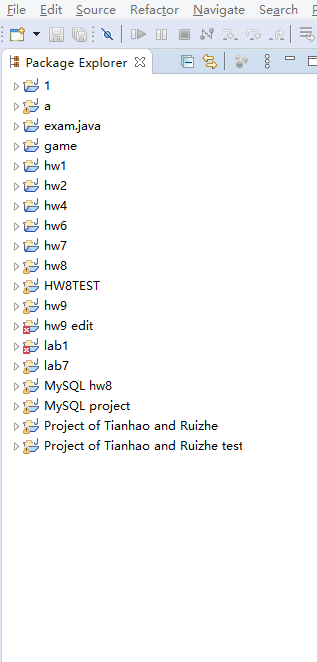 File Edit Source Refactor Navigate Search P
Package Explorer
1
a
exam.java
game
hw1
hw2
hw4
hw6
hw7
hw8
HW8TEST
hw9
hw9 edit
lab1
lab7
MySQL hw8
MySQL project
Project of Tianhao and Ruizhe
Project of Tianhao and Ruizhe test